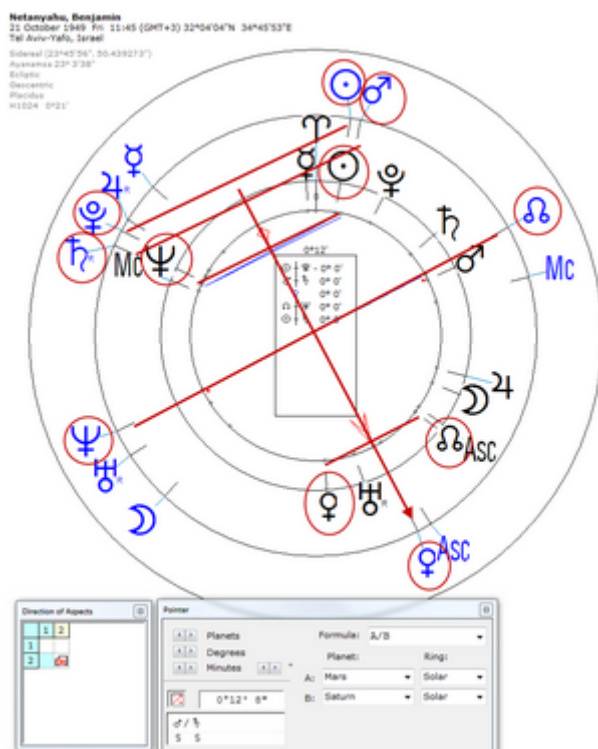 Netanyahu, Benjamin
21 October 1949 Fri 11:45 (GMT+3) 32°04'04"N 34°45'53"E
Tel Aviv-Yafo, Israel
Sidereal (23°45'56", 50.439273")
Ayanamsa 23° 3'38"
Ecliptic
Geocentric
Placidus
H1024 0°21'
Mc
Mc
0°12'
Asc
Asc
Direction of Aspects
1 2
1
2
Pointer
Planets
Degrees
Minutes
Formula: A/B
Planet: Ring:
A: Mars Solar
B: Saturn Solar
0°12' 8"
♂/♄
S S